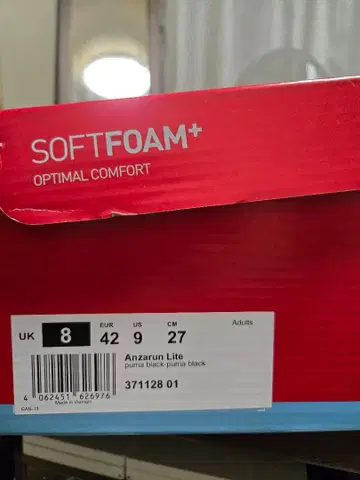 SOFTFOAM+
OPTIMAL COMFORT
Adults
UK 8 EUR 42 US 9 CM 27
Anzarun Lite
puma black-puma black
371128 01
4 062451 626976
Made in Vietnam